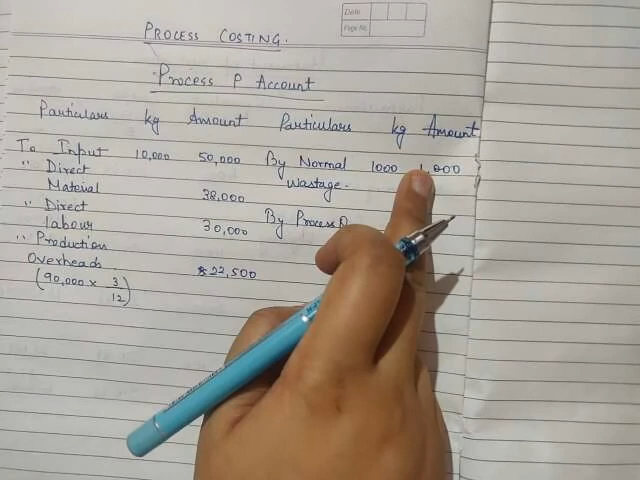 Date
Page No.
PROCESS COSTING.
Process P Account
Particulars kg Amount Particulars kg Amount
To Input 10,000 50,000 By Normal 1000 1,000
" Direct Wastage.
Material 38,000
" Direct By Process
labour 30,000
" Production
Overheads 22,500
(90,000 × 3/12)